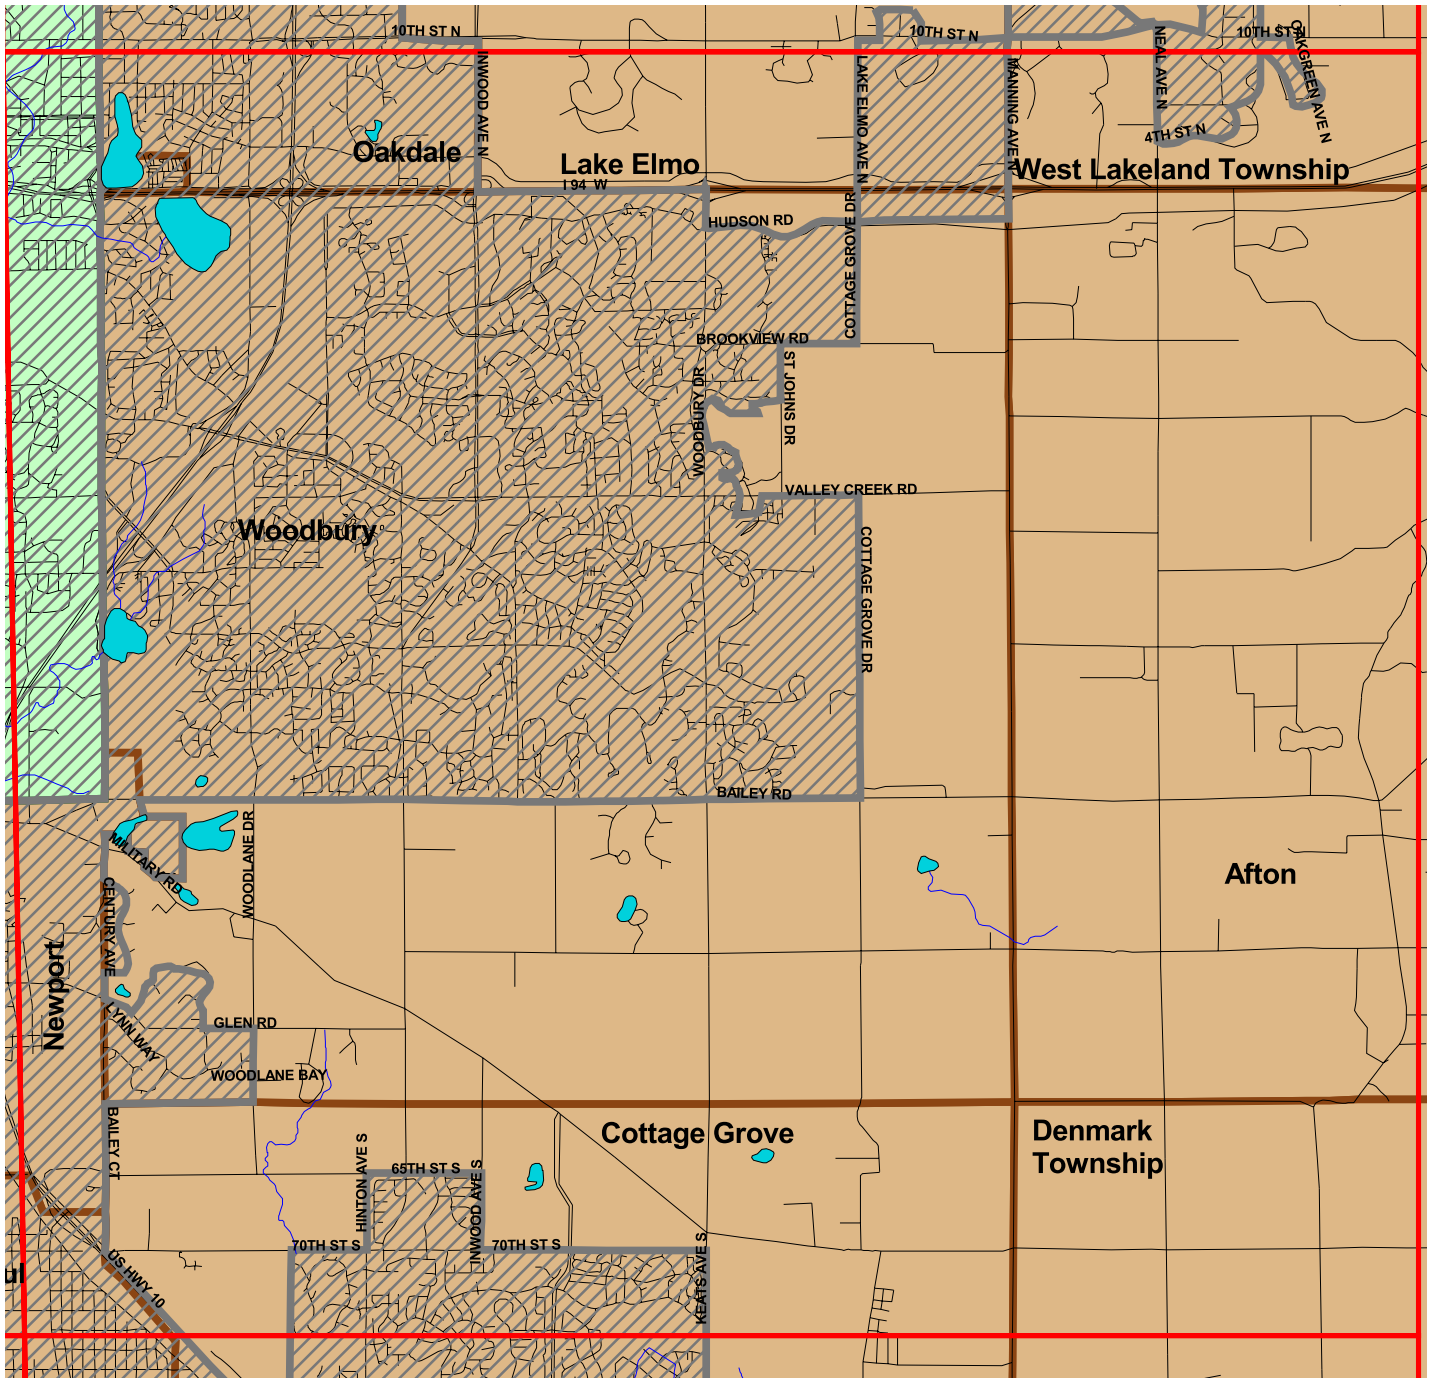 10TH ST N
10TH ST N
10TH ST N
OAKGREEN AVE N
INWOOD AVE N
LAKE ELMO AVE N
MANNING AVE N
NEAL AVE N
4TH ST N
Oakdale
Lake Elmo
West Lakeland Township
I 94 W
HUDSON RD
COTTAGE GROVE DR
BROOKVIEW RD
ST JOHNS DR
WOODBURY DR
VALLEY CREEK RD
Woodbury
COTTAGE GROVE DR
BAILEY RD
MILITARY RD
WOODLANE DR
CENTURY AVE
Afton
Newport
LYNN WAY
GLEN RD
WOODLANE BAY
BAILEY CT
Cottage Grove
Denmark
Township
HINTON AVE S
65TH ST S
INWOOD AVE S
70TH ST S
70TH ST S
KEATS AVE S
US HWY 10
ul